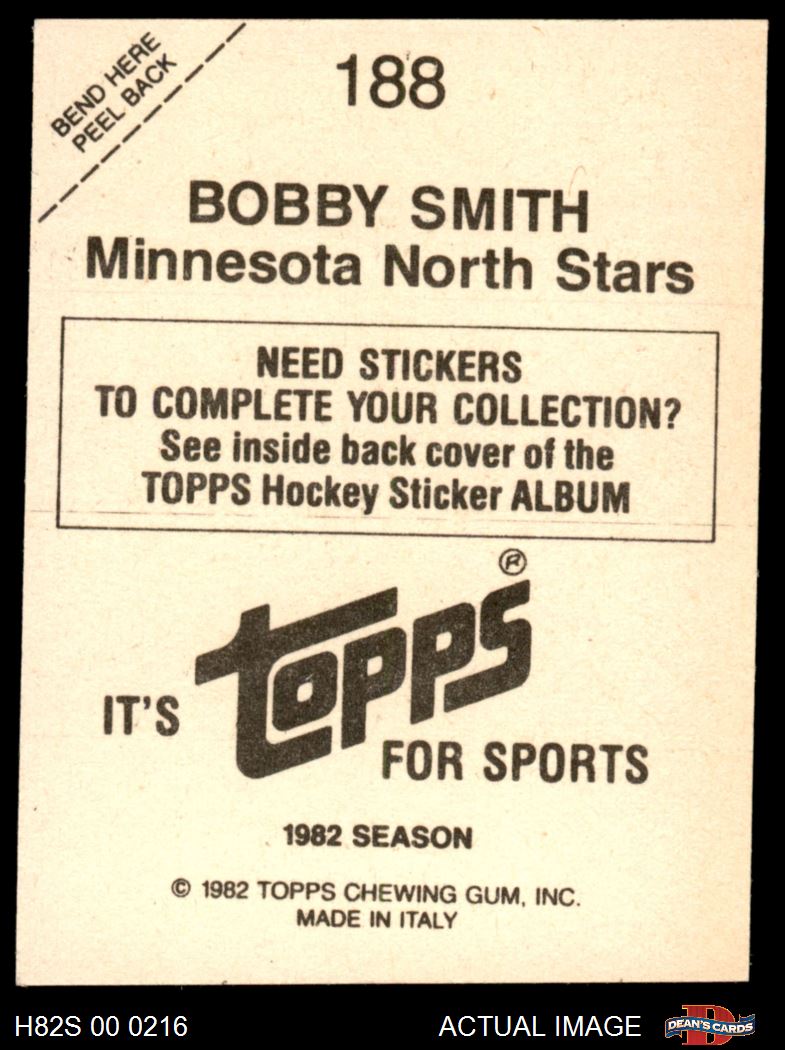 BEND HERE
PEEL BACK
188
BOBBY SMITH
Minnesota North Stars
NEED STICKERS
TO COMPLETE YOUR COLLECTION?
See inside back cover of the
TOPPS Hockey Sticker ALBUM
topps®
IT'S
FOR SPORTS
1982 SEASON
© 1982 TOPPS CHEWING GUM, INC.
MADE IN ITALY
H82S 00 0216
ACTUAL IMAGE
D
DEAN'S CARDS